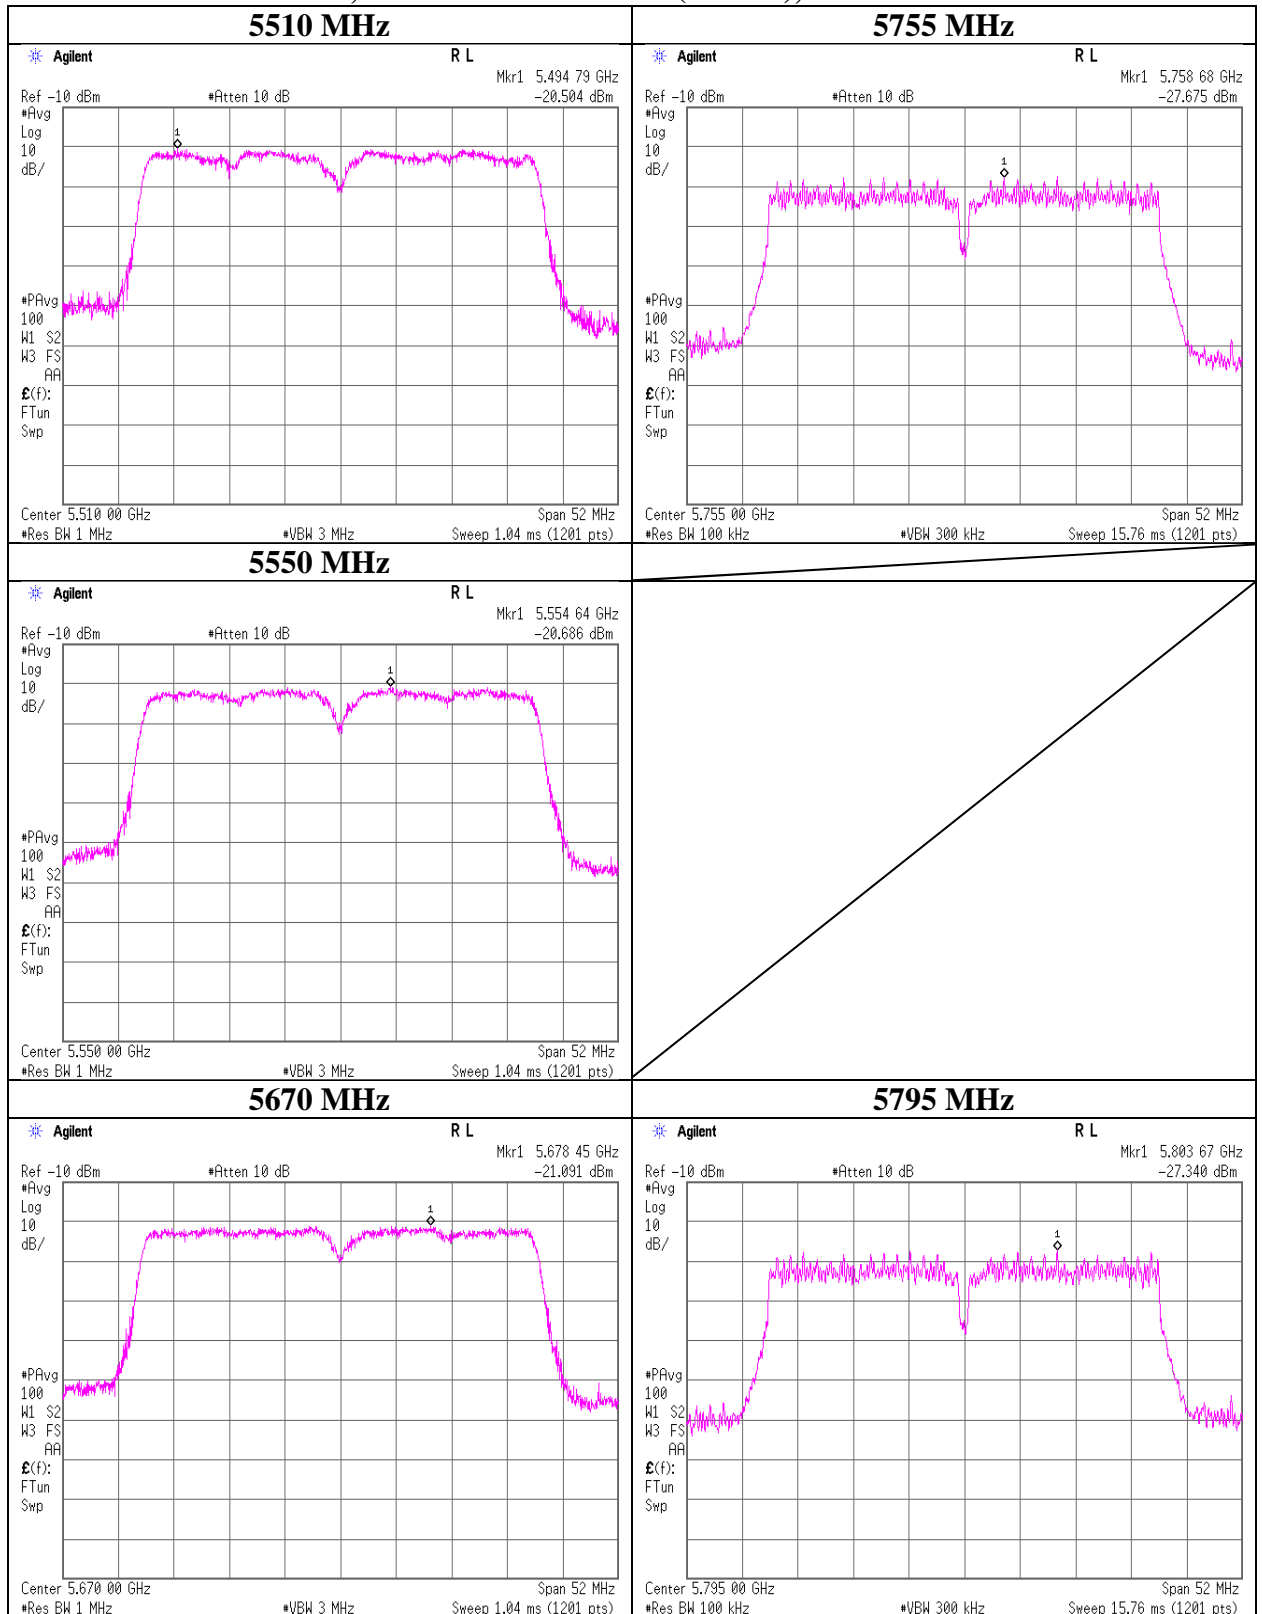 5510 MHz
Agilent
R L
Mkr1 5.494 79 GHz
Ref -10 dBm
#Atten 10 dB
-20.504 dBm
#Avg
Log
10
dB/
1
#PAvg
100
W1 S2
W3 FS
AA
£(f):
FTun
Swp
Center 5.510 00 GHz
Span 52 MHz
#Res BW 1 MHz
#VBW 3 MHz
Sweep 1.04 ms (1201 pts)
5755 MHz
Agilent
R L
Mkr1 5.758 68 GHz
Ref -10 dBm
#Atten 10 dB
-27.675 dBm
#Avg
Log
10
dB/
1
#PAvg
100
W1 S2
W3 FS
AA
£(f):
FTun
Swp
Center 5.755 00 GHz
Span 52 MHz
#Res BW 100 kHz
#VBW 300 kHz
Sweep 15.76 ms (1201 pts)
5550 MHz
Agilent
R L
Mkr1 5.554 64 GHz
Ref -10 dBm
#Atten 10 dB
-20.686 dBm
#Avg
Log
10
dB/
1
#PAvg
100
W1 S2
W3 FS
AA
£(f):
FTun
Swp
Center 5.550 00 GHz
Span 52 MHz
#Res BW 1 MHz
#VBW 3 MHz
Sweep 1.04 ms (1201 pts)
5670 MHz
Agilent
R L
Mkr1 5.678 45 GHz
Ref -10 dBm
#Atten 10 dB
-21.091 dBm
#Avg
Log
10
dB/
1
#PAvg
100
W1 S2
W3 FS
AA
£(f):
FTun
Swp
Center 5.670 00 GHz
Span 52 MHz
#Res BW 1 MHz
#VBW 3 MHz
Sweep 1.04 ms (1201 pts)
5795 MHz
Agilent
R L
Mkr1 5.803 67 GHz
Ref -10 dBm
#Atten 10 dB
-27.340 dBm
#Avg
Log
10
dB/
1
#PAvg
100
W1 S2
W3 FS
AA
£(f):
FTun
Swp
Center 5.795 00 GHz
Span 52 MHz
#Res BW 100 kHz
#VBW 300 kHz
Sweep 15.76 ms (1201 pts)